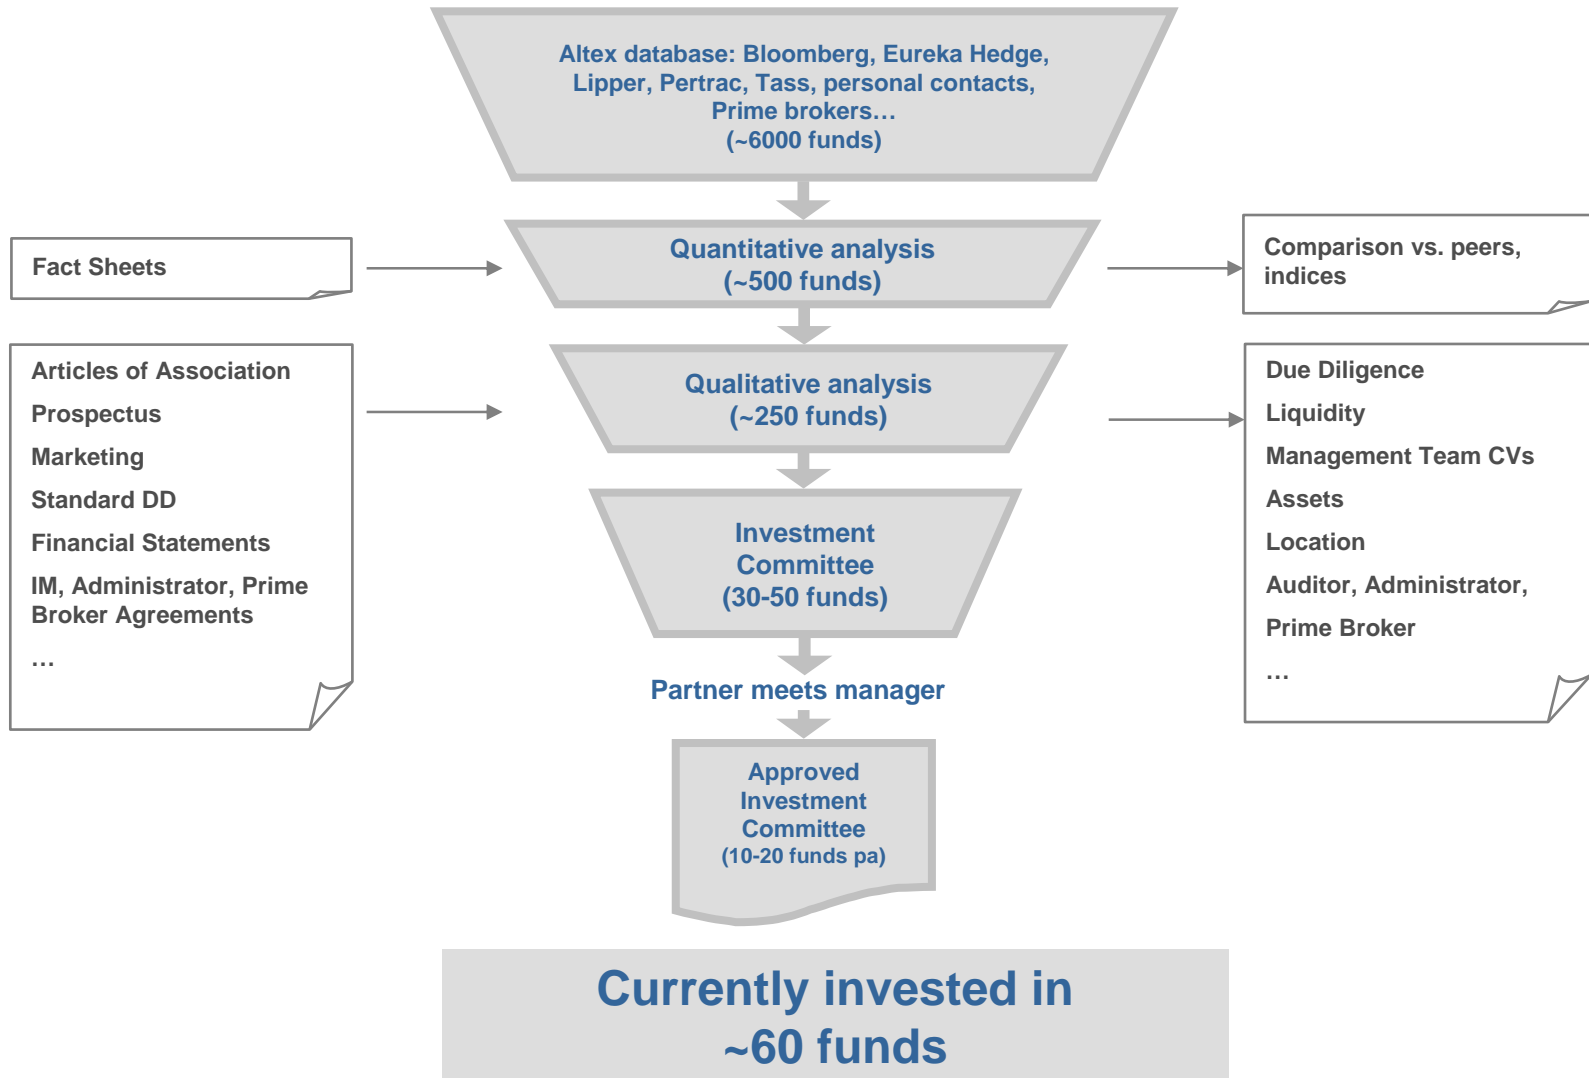 Altex database: Bloomberg, Eureka Hedge,
Lipper, Pertrac, Tass, personal contacts,
Prime brokers…
(~6000 funds)
Fact Sheets
Quantitative analysis
(~500 funds)
Comparison vs. peers,
indices
Articles of Association
Prospectus
Marketing
Standard DD
Financial Statements
IM, Administrator, Prime
Broker Agreements
…
Qualitative analysis
(~250 funds)
Due Diligence
Liquidity
Management Team CVs
Assets
Location
Auditor, Administrator,
Prime Broker
…
Investment
Committee
(30-50 funds)
Partner meets manager
Approved
Investment
Committee
(10-20 funds pa)
Currently invested in
~60 funds